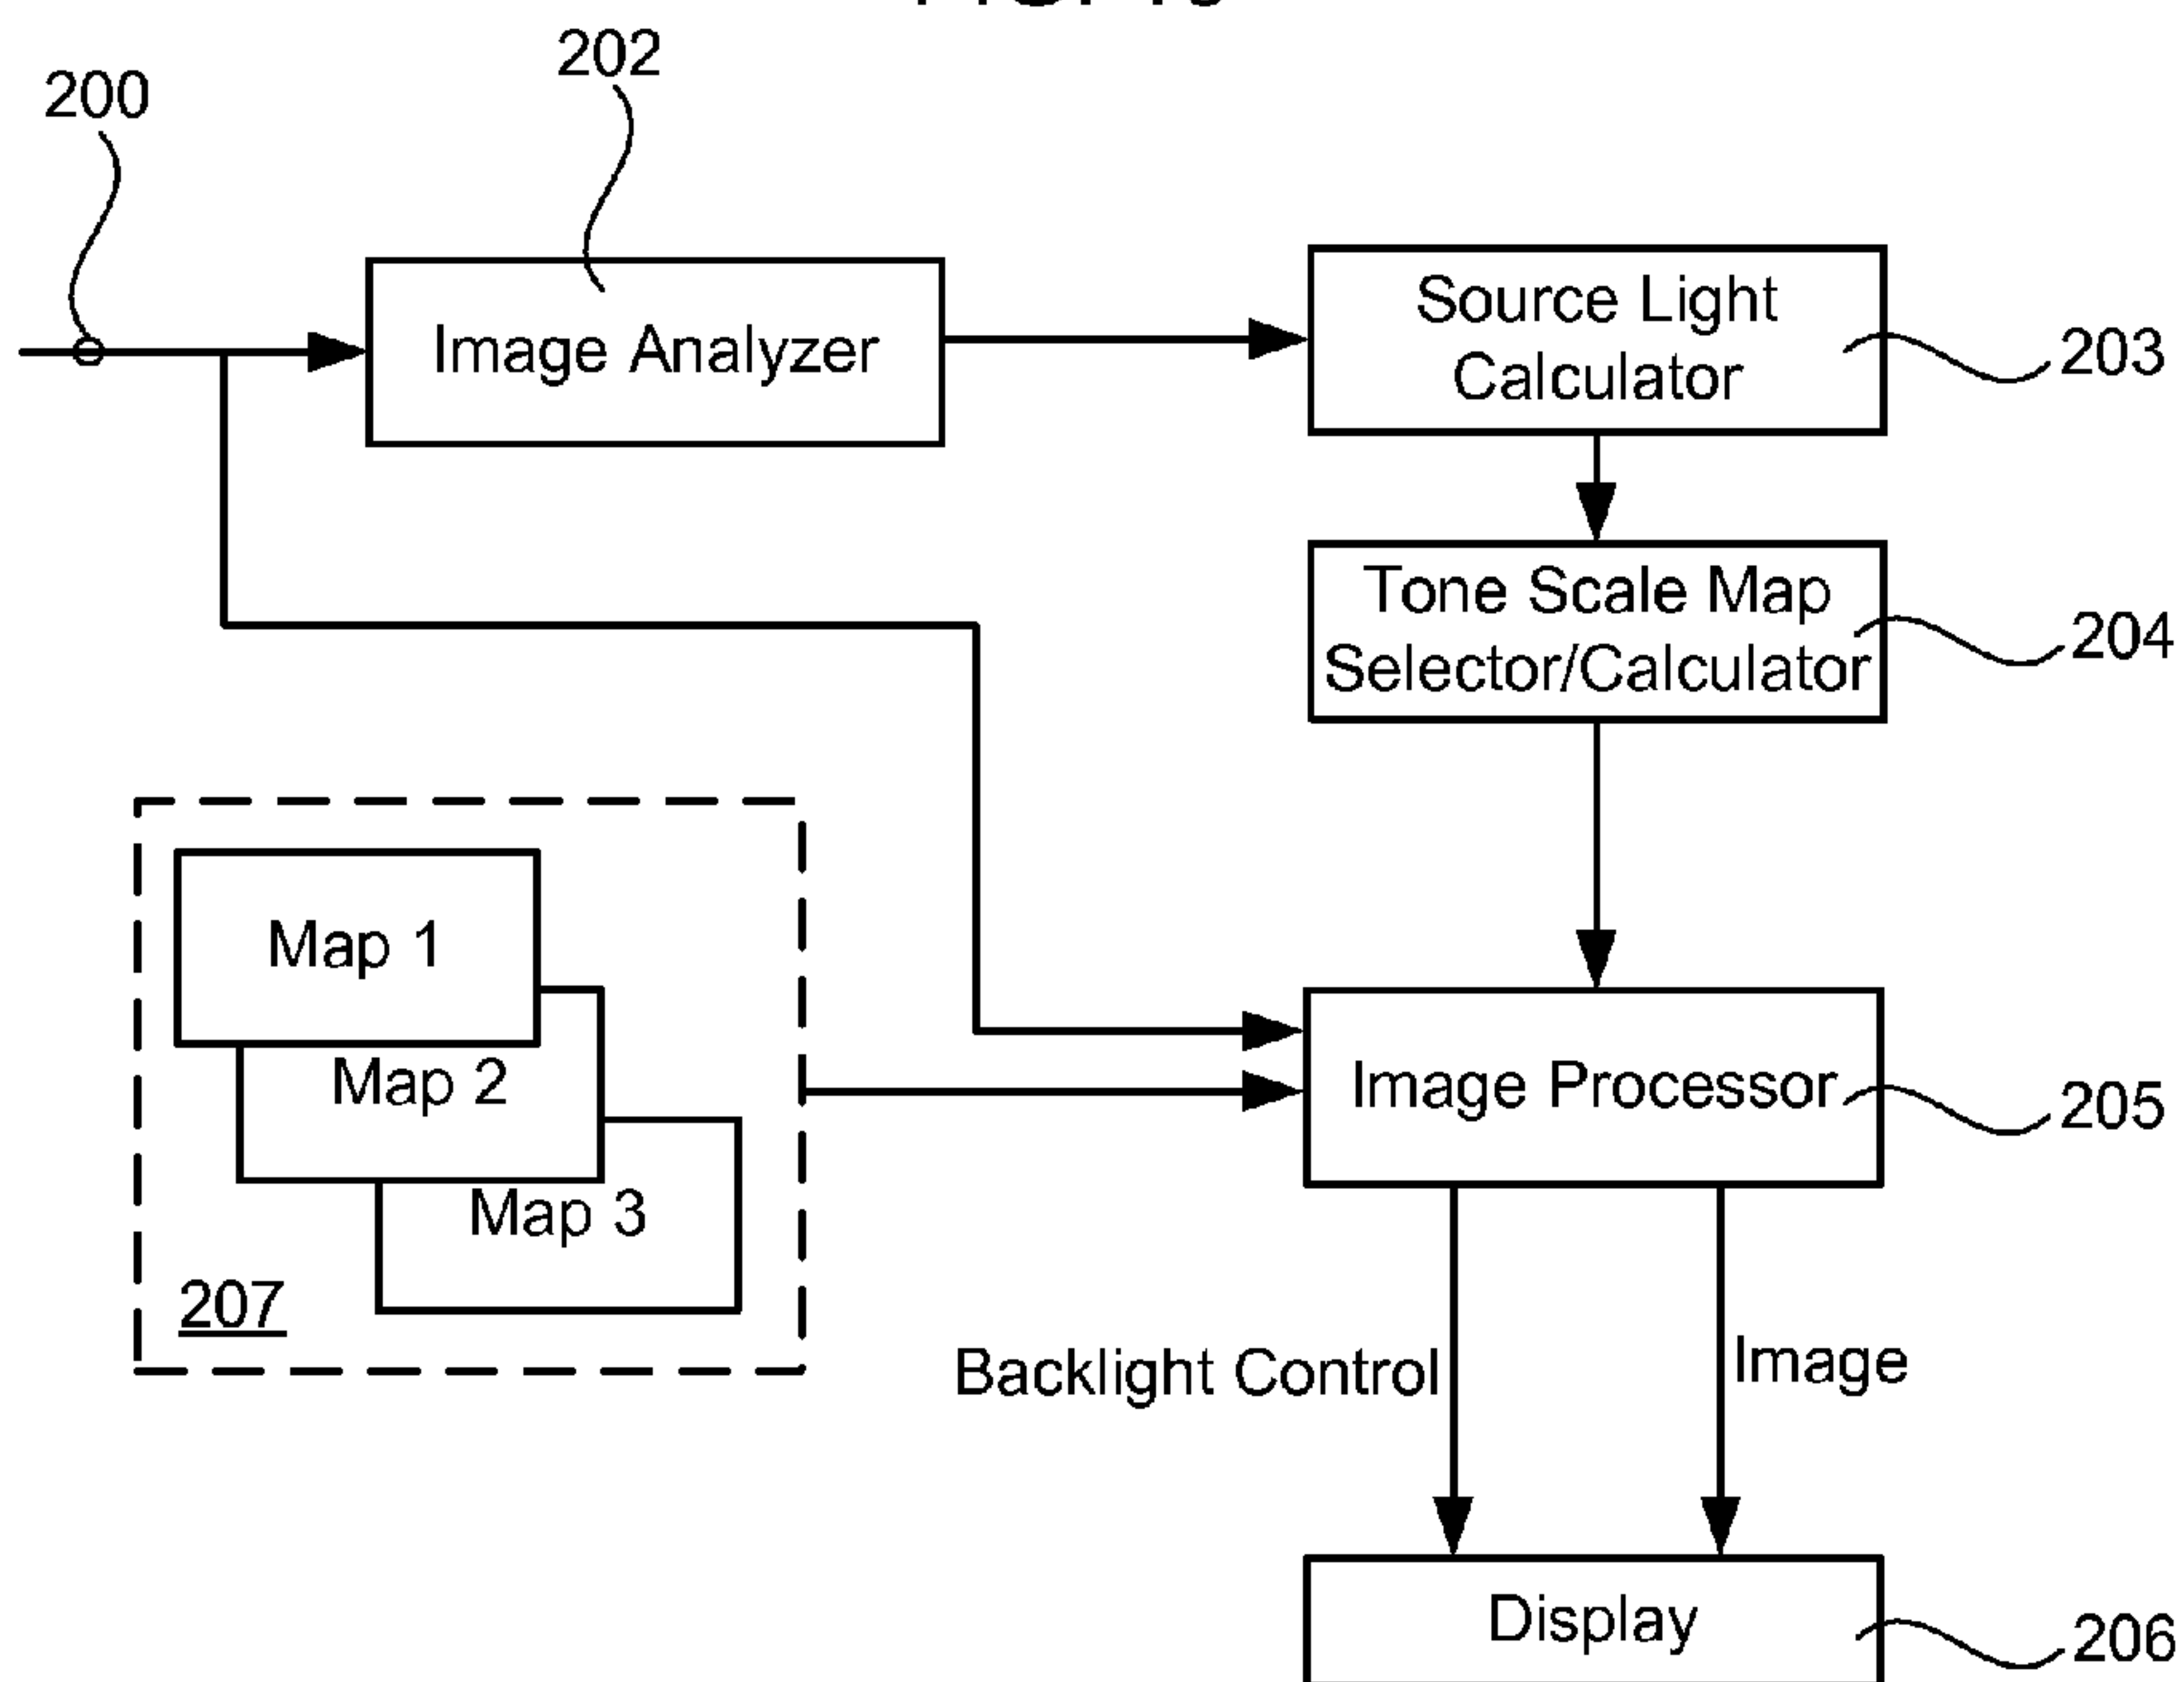 202
200
Image Analyzer
Source Light
Calculator
203
Tone Scale Map
Selector/Calculator
204
Map 1
Map 2
Map 3
207
Image Processor
205
Backlight Control
Image
Display
206